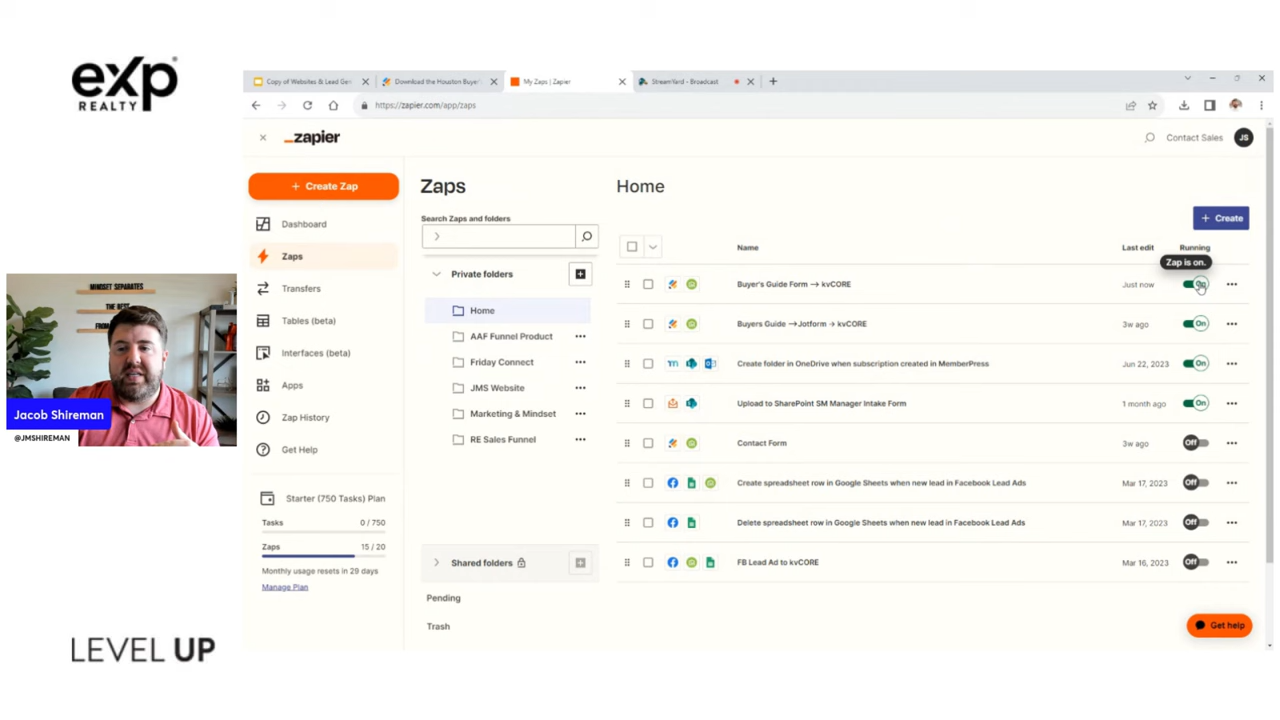 exp®
REALTY
Copy of Websites & Lead Gen
Download the Houston Buyer'
My Zaps | Zapier
StreamYard - Broadcast
https://zapier.com/app/zaps
_zapier
Contact Sales
JS
+ Create Zap
Dashboard
Zaps
Transfers
Tables (beta)
Interfaces (beta)
Apps
Zap History
Get Help
Starter (750 Tasks) Plan
Tasks 0 / 750
Zaps 15 / 20
Monthly usage resets in 29 days
Manage Plan
Zaps
Search Zaps and folders
Private folders
Home
AAF Funnel Product
Friday Connect
JMS Website
Marketing & Mindset
RE Sales Funnel
Shared folders
Pending
Trash
Home
+ Create
Name Last edit Running
Zap is on.
Buyer's Guide Form -> kvCORE Just now On
Buyers Guide ->Jotform -> kvCORE 3w ago On
Create folder in OneDrive when subscription created in MemberPress Jun 22, 2023 On
Upload to SharePoint SM Manager Intake Form 1 month ago On
Contact Form 3w ago Off
Create spreadsheet row in Google Sheets when new lead in Facebook Lead Ads Mar 17, 2023 Off
Delete spreadsheet row in Google Sheets when new lead in Facebook Lead Ads Mar 17, 2023 Off
FB Lead Ad to kvCORE Mar 16, 2023 Off
Get help
MINDSET SEPARATES
THE BEST
FROM
Jacob Shireman
@JMSHIREMAN
LEVEL UP